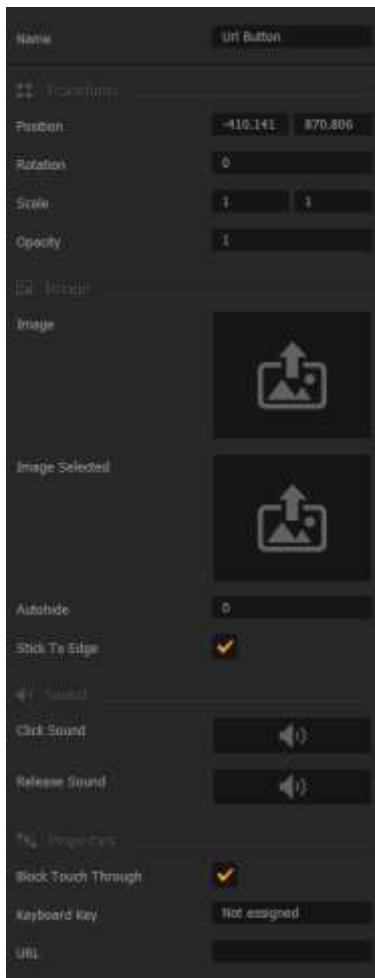 Name Url Button
Transform
Position -410.141 870.806
Rotation 0
Scale 1 1
Opacity 1
Image
Image
Image Selected
Autohide 0
Stick To Edge
Sound
Click Sound
Release Sound
Properties
Block Touch Through
Keyboard Key Not assigned
URL